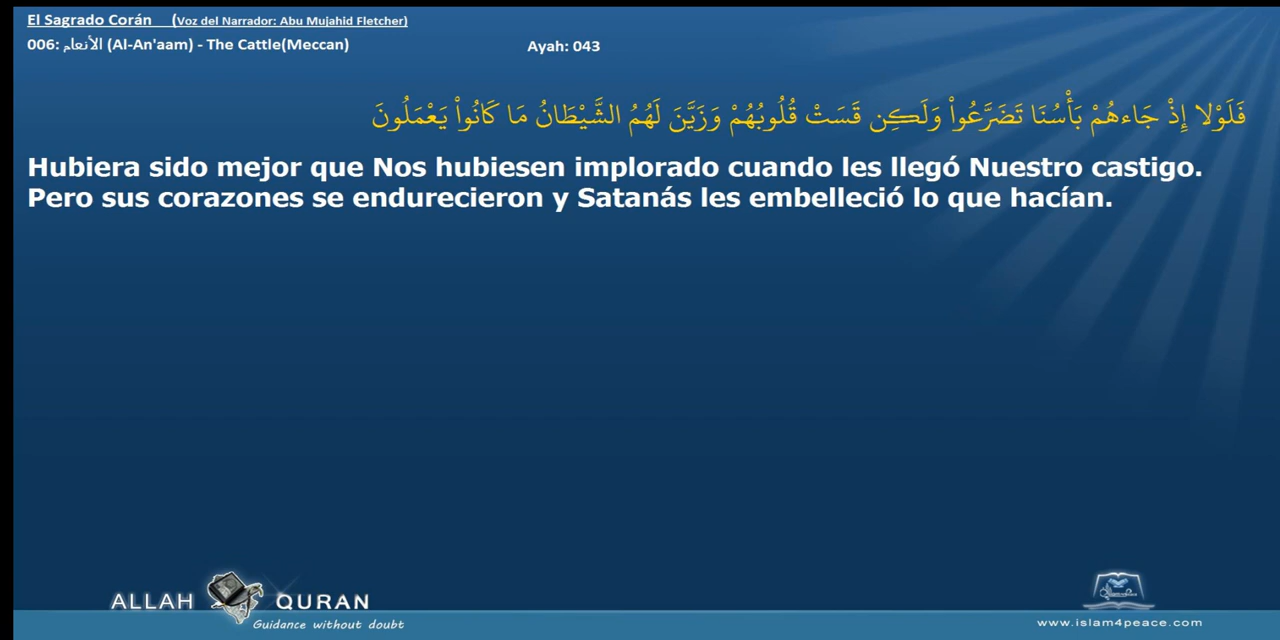 El Sagrado Corán (Voz del Narrador: Abu Mujahid Fletcher)
006: الأنعام (Al-An'aam) - The Cattle(Meccan) Ayah: 043
فَلَوْلا إِذْ جَاءهُمْ بَأْسُنَا تَضَرَّعُواْ وَلَكِن قَسَتْ قُلُوبُهُمْ وَزَيَّنَ لَهُمُ الشَّيْطَانُ مَا كَانُواْ يَعْمَلُونَ
Hubiera sido mejor que Nos hubiesen implorado cuando les llegó Nuestro castigo.
Pero sus corazones se endurecieron y Satanás les embelleció lo que hacían.
ALLAH QURAN
Guidance without doubt
www.islam4peace.com